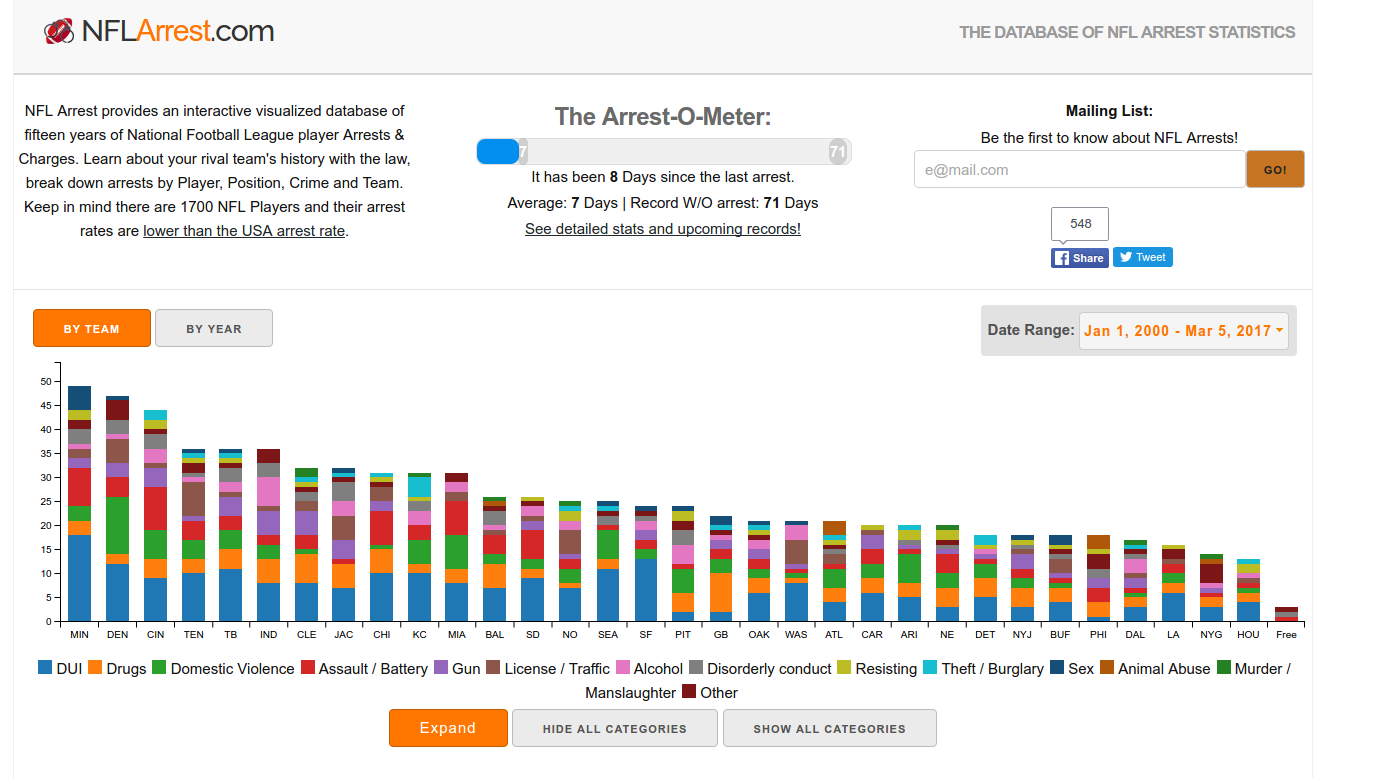 NFLArrest.com
THE DATABASE OF NFL ARREST STATISTICS
NFL Arrest provides an interactive visualized database of
fifteen years of National Football League player Arrests &
Charges. Learn about your rival team's history with the law,
break down arrests by Player, Position, Crime and Team.
Keep in mind there are 1700 NFL Players and their arrest
rates are lower than the USA arrest rate.
The Arrest-O-Meter:
7 71
It has been 8 Days since the last arrest.
Average: 7 Days | Record W/O arrest: 71 Days
See detailed stats and upcoming records!
Mailing List:
Be the first to know about NFL Arrests!
e@mail.com GO!
548
Share Tweet
BY TEAM BY YEAR
Date Range: Jan 1, 2000 - Mar 5, 2017
50
45
40
35
30
25
20
15
10
5
0
MIN DEN CIN TEN TB IND CLE JAC CHI KC MIA BAL SD NO SEA SF PIT GB OAK WAS ATL CAR ARI NE DET NYJ BUF PHI DAL LA NYG HOU Free
DUI Drugs Domestic Violence Assault / Battery Gun License / Traffic Alcohol Disorderly conduct Resisting Theft / Burglary Sex Animal Abuse Murder /
Manslaughter Other
Expand HIDE ALL CATEGORIES SHOW ALL CATEGORIES